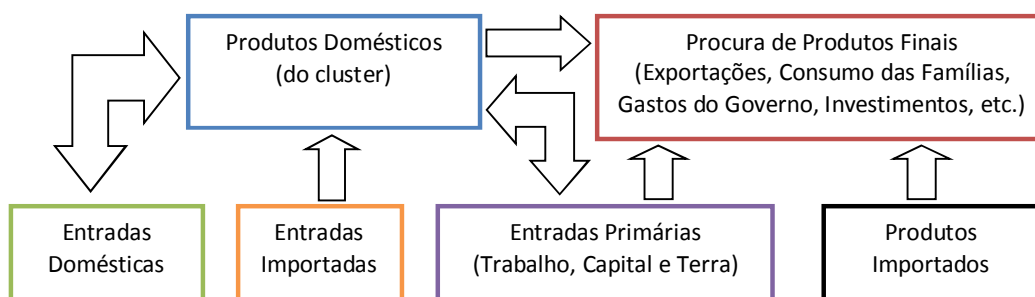 Produtos Domésticos
(do cluster)
Procura de Produtos Finais
(Exportações, Consumo das Famílias,
Gastos do Governo, Investimentos, etc.)
Entradas
Domésticas
Entradas
Importadas
Entradas Primárias
(Trabalho, Capital e Terra)
Produtos
Importados